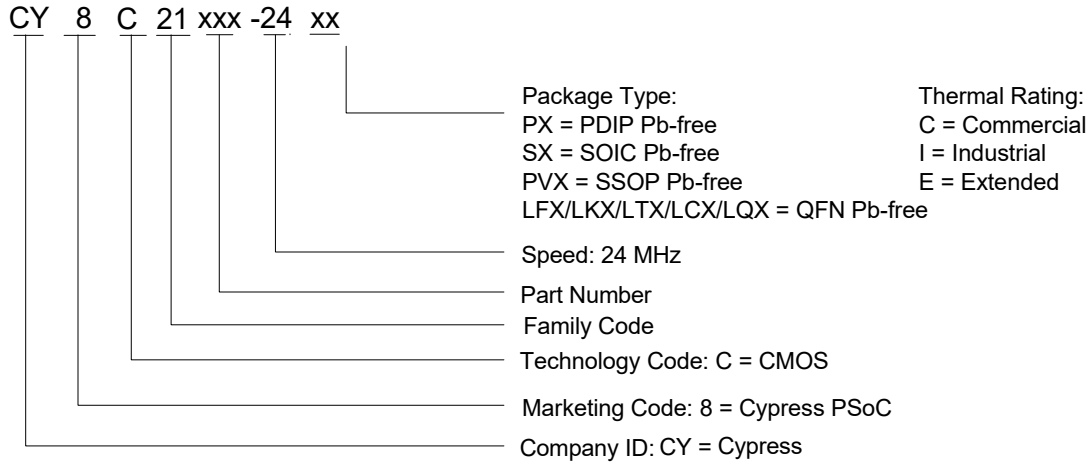 CY 8 C 21 xxx -24 xx
Package Type: Thermal Rating:
PX = PDIP Pb-free C = Commercial
SX = SOIC Pb-free I = Industrial
PVX = SSOP Pb-free E = Extended
LFX/LKX/LTX/LCX/LQX = QFN Pb-free
Speed: 24 MHz
Part Number
Family Code
Technology Code: C = CMOS
Marketing Code: 8 = Cypress PSoC
Company ID: CY = Cypress